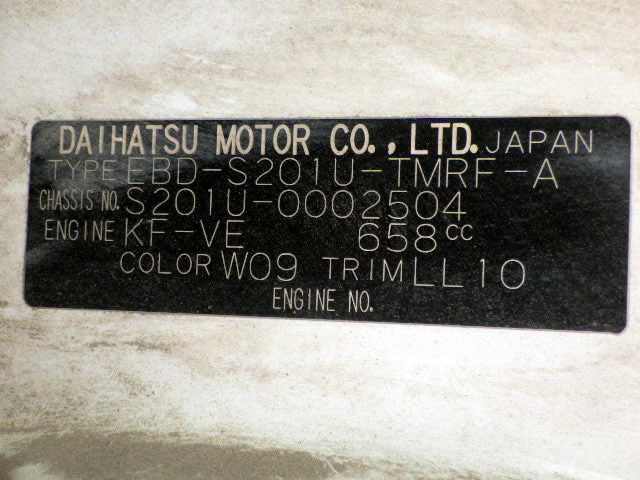 DAIHATSU MOTOR CO., LTD. JAPAN
TYPE EBD-S201U-TMRF-A
CHASSIS NO. S201U-0002504
ENGINE KF-VE 658cc
COLOR W09 TRIM LL10
ENGINE NO.